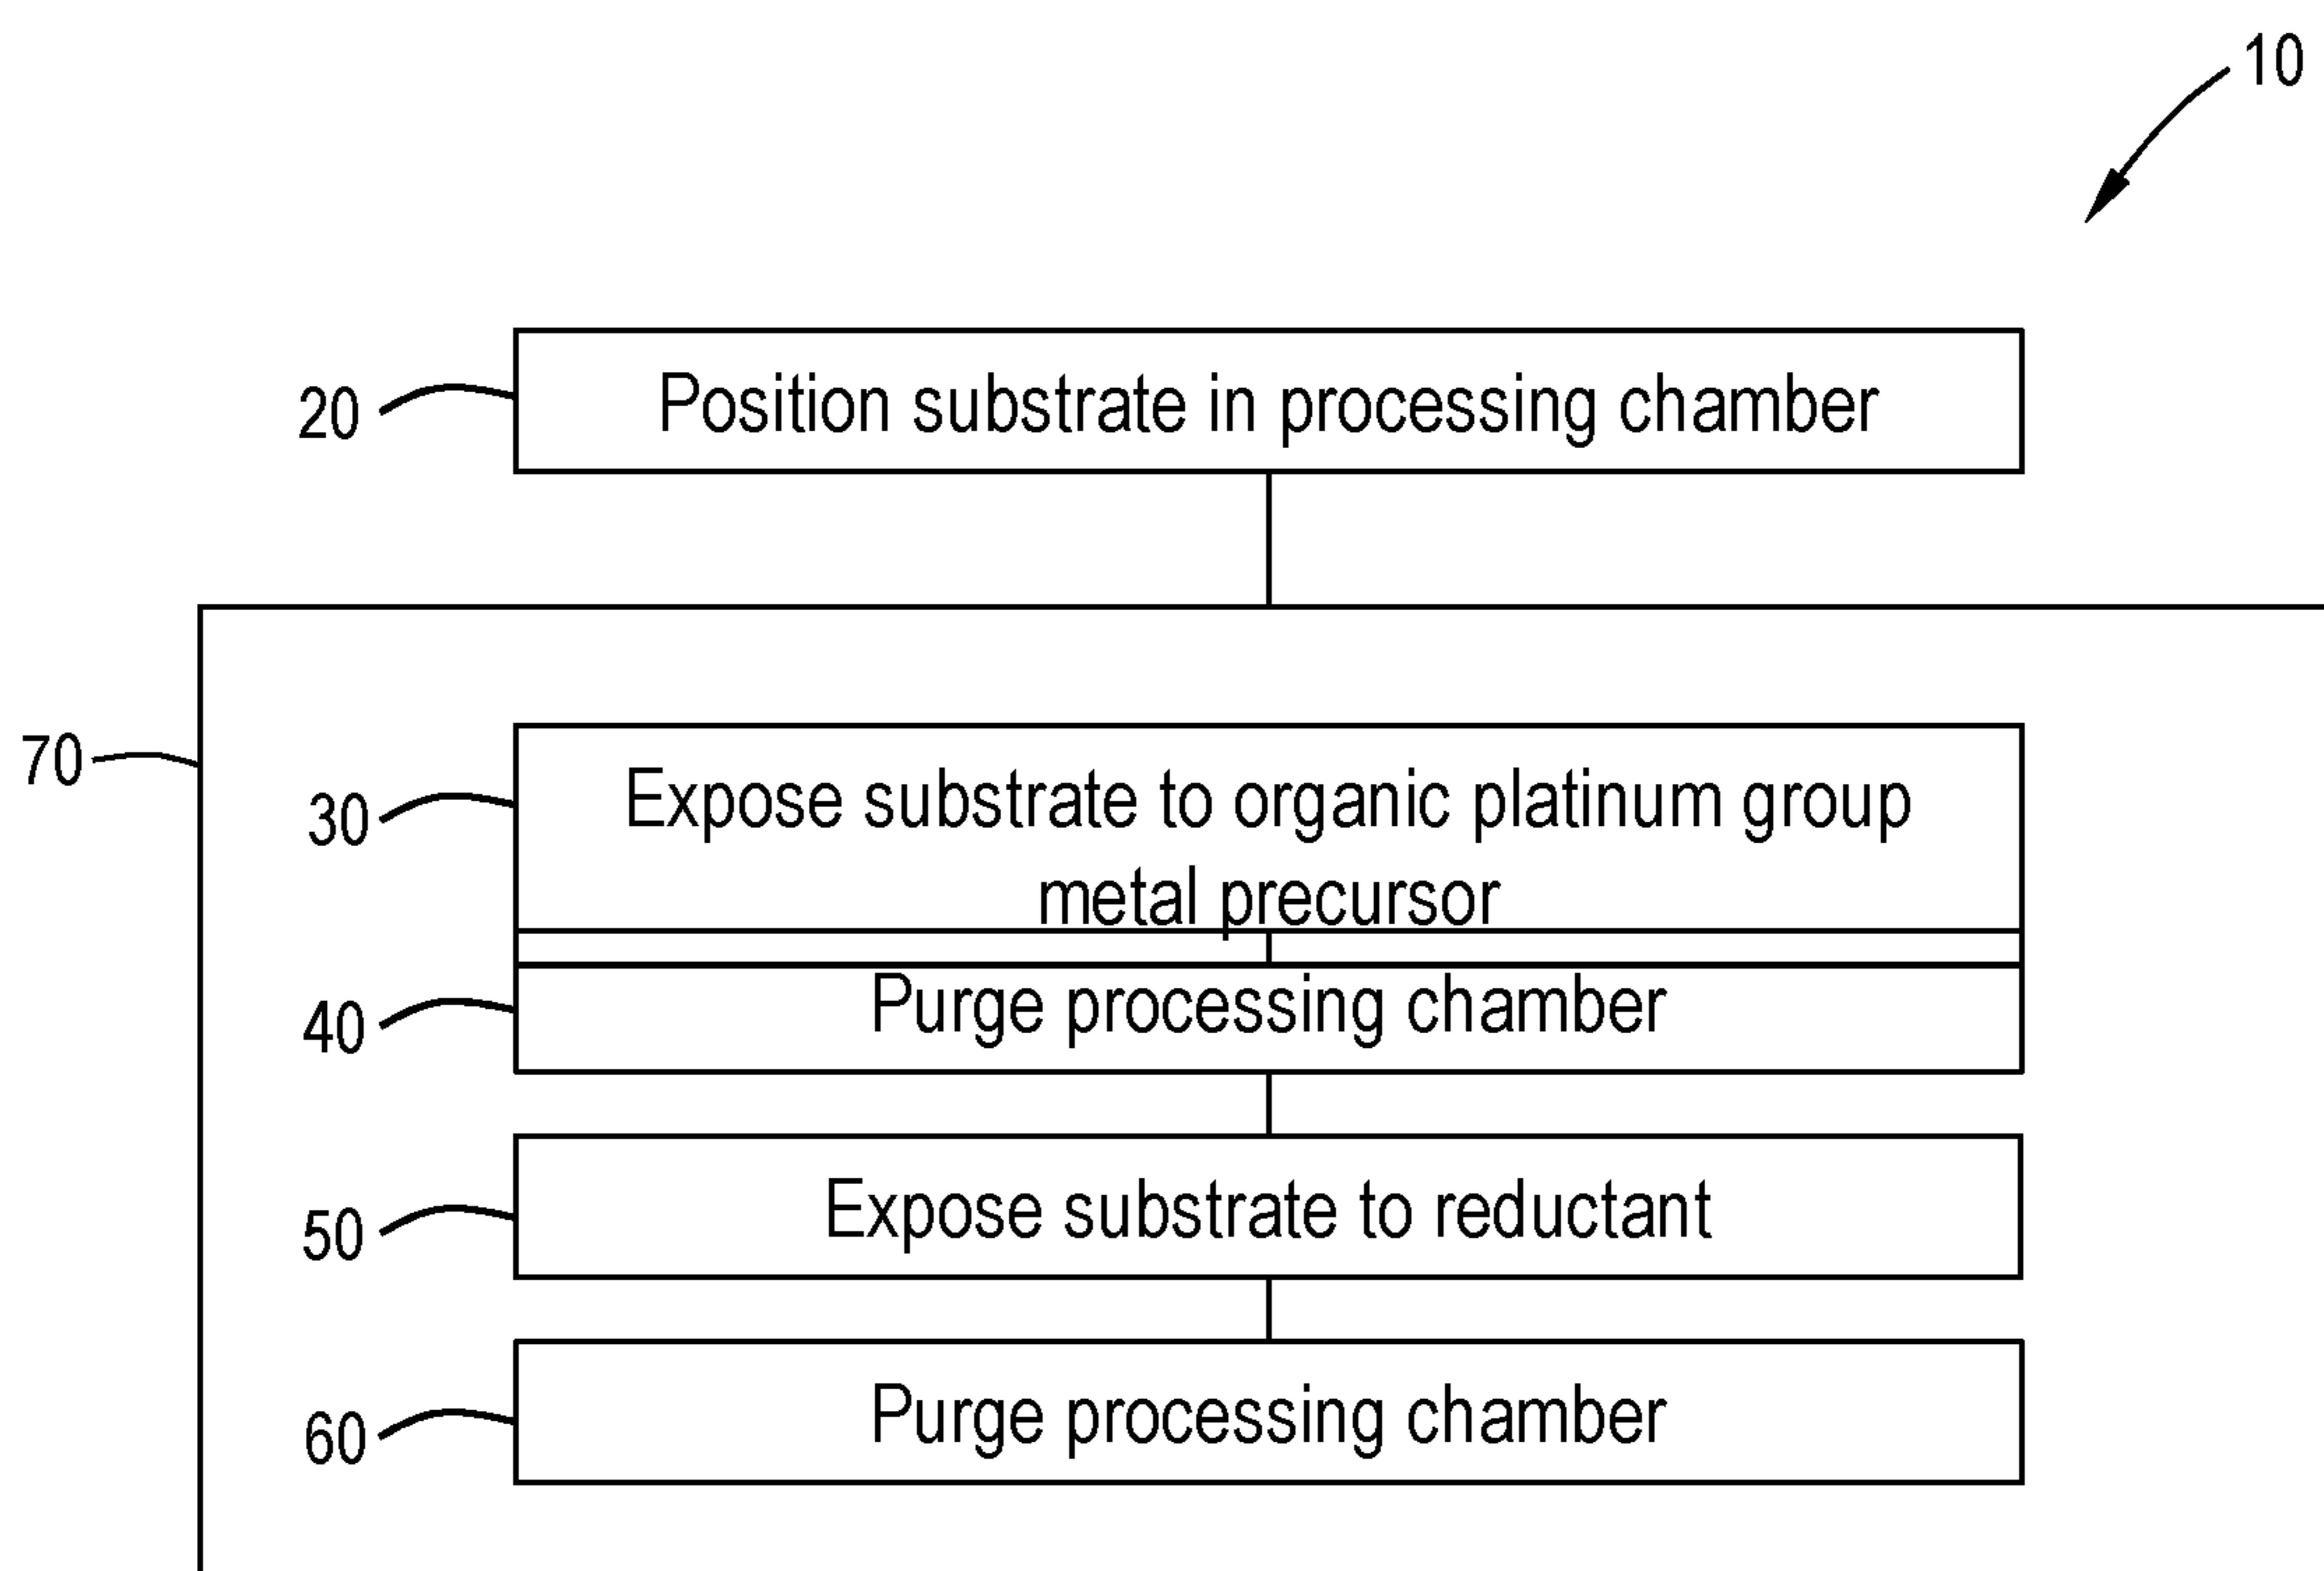 10
20
Position substrate in processing chamber
70
30
Expose substrate to organic platinum group
metal precursor
40
Purge processing chamber
50
Expose substrate to reductant
60
Purge processing chamber